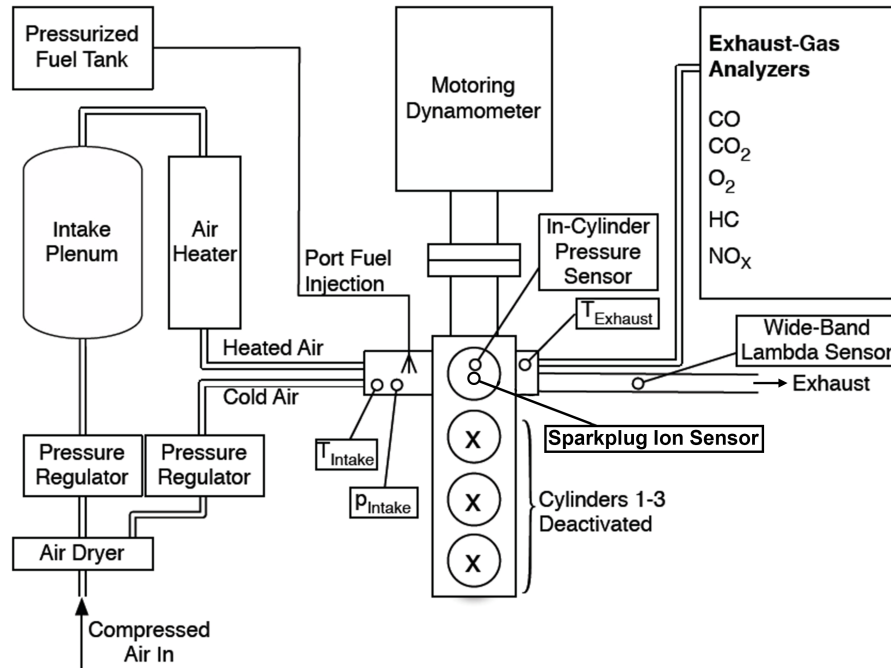 Pressurized
Fuel Tank
Motoring
Dynamometer
Exhaust-Gas
Analyzers
CO
CO2
O2
HC
NOX
Intake
Plenum
Air
Heater
Port Fuel
Injection
In-Cylinder
Pressure
Sensor
TExhaust
Wide-Band
Lambda Sensor
Heated Air
Cold Air
Exhaust
Pressure
Regulator
Pressure
Regulator
TIntake
pIntake
Sparkplug Ion Sensor
X
X
X
Cylinders 1-3
Deactivated
Air Dryer
Compressed
Air In